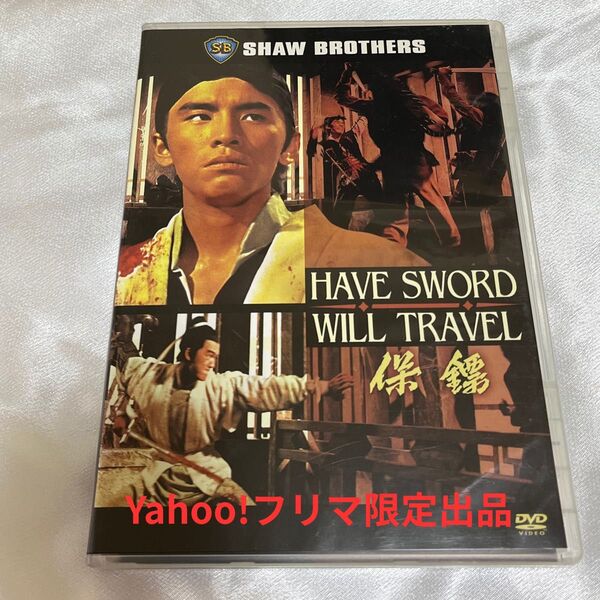 SB SHAW BROTHERS
HAVE SWORD
WILL TRAVEL
保鏢
Yahoo!フリマ限定出品
DVD
VIDEO